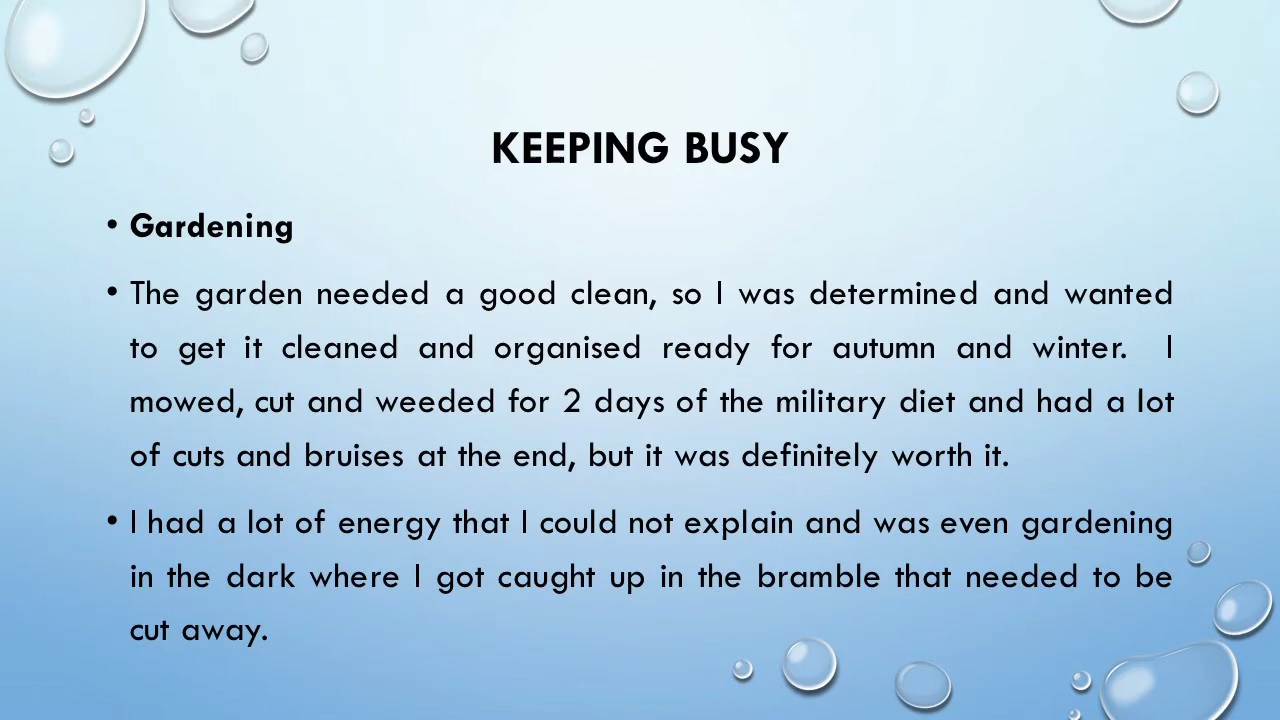 KEEPING BUSY
• Gardening
• The garden needed a good clean, so I was determined and wanted
to get it cleaned and organised ready for autumn and winter.  I
mowed, cut and weeded for 2 days of the military diet and had a lot
of cuts and bruises at the end, but it was definitely worth it.
• I had a lot of energy that I could not explain and was even gardening
in the dark where I got caught up in the bramble that needed to be
cut away.